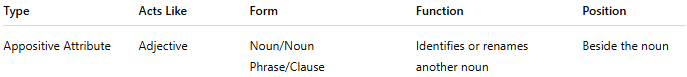 Type Acts Like Form Function Position
Appositive Attribute Adjective Noun/Noun Identifies or renames Beside the noun
Phrase/Clause another noun